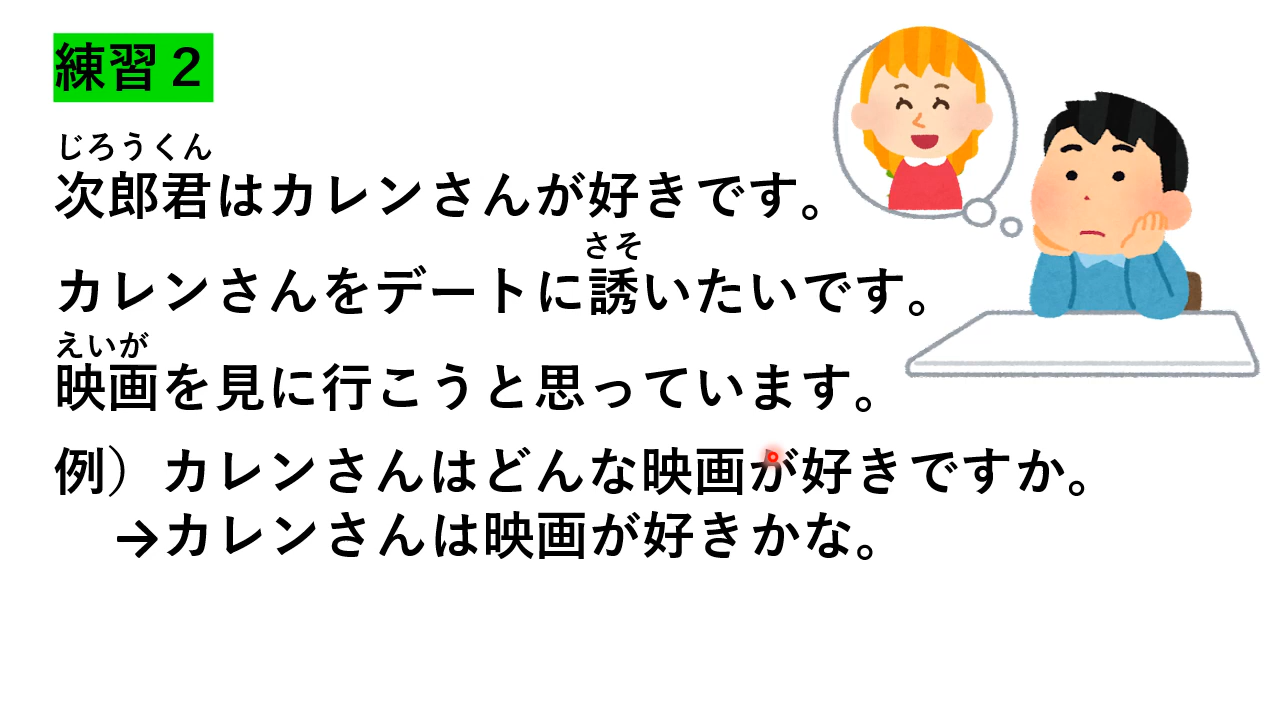 練習２
じろうくん
次郎君はカレンさんが好きです。
さそ
カレンさんをデートに誘いたいです。
えいが
映画を見に行こうと思っています。
例）カレンさんはどんな映画が好きですか。
→カレンさんは映画が好きかな。